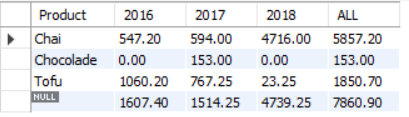 Product 2016 2017 2018 ALL
Chai 547.20 594.00 4716.00 5857.20
Chocolade 0.00 153.00 0.00 153.00
Tofu 1060.20 767.25 23.25 1850.70
NULL 1607.40 1514.25 4739.25 7860.90